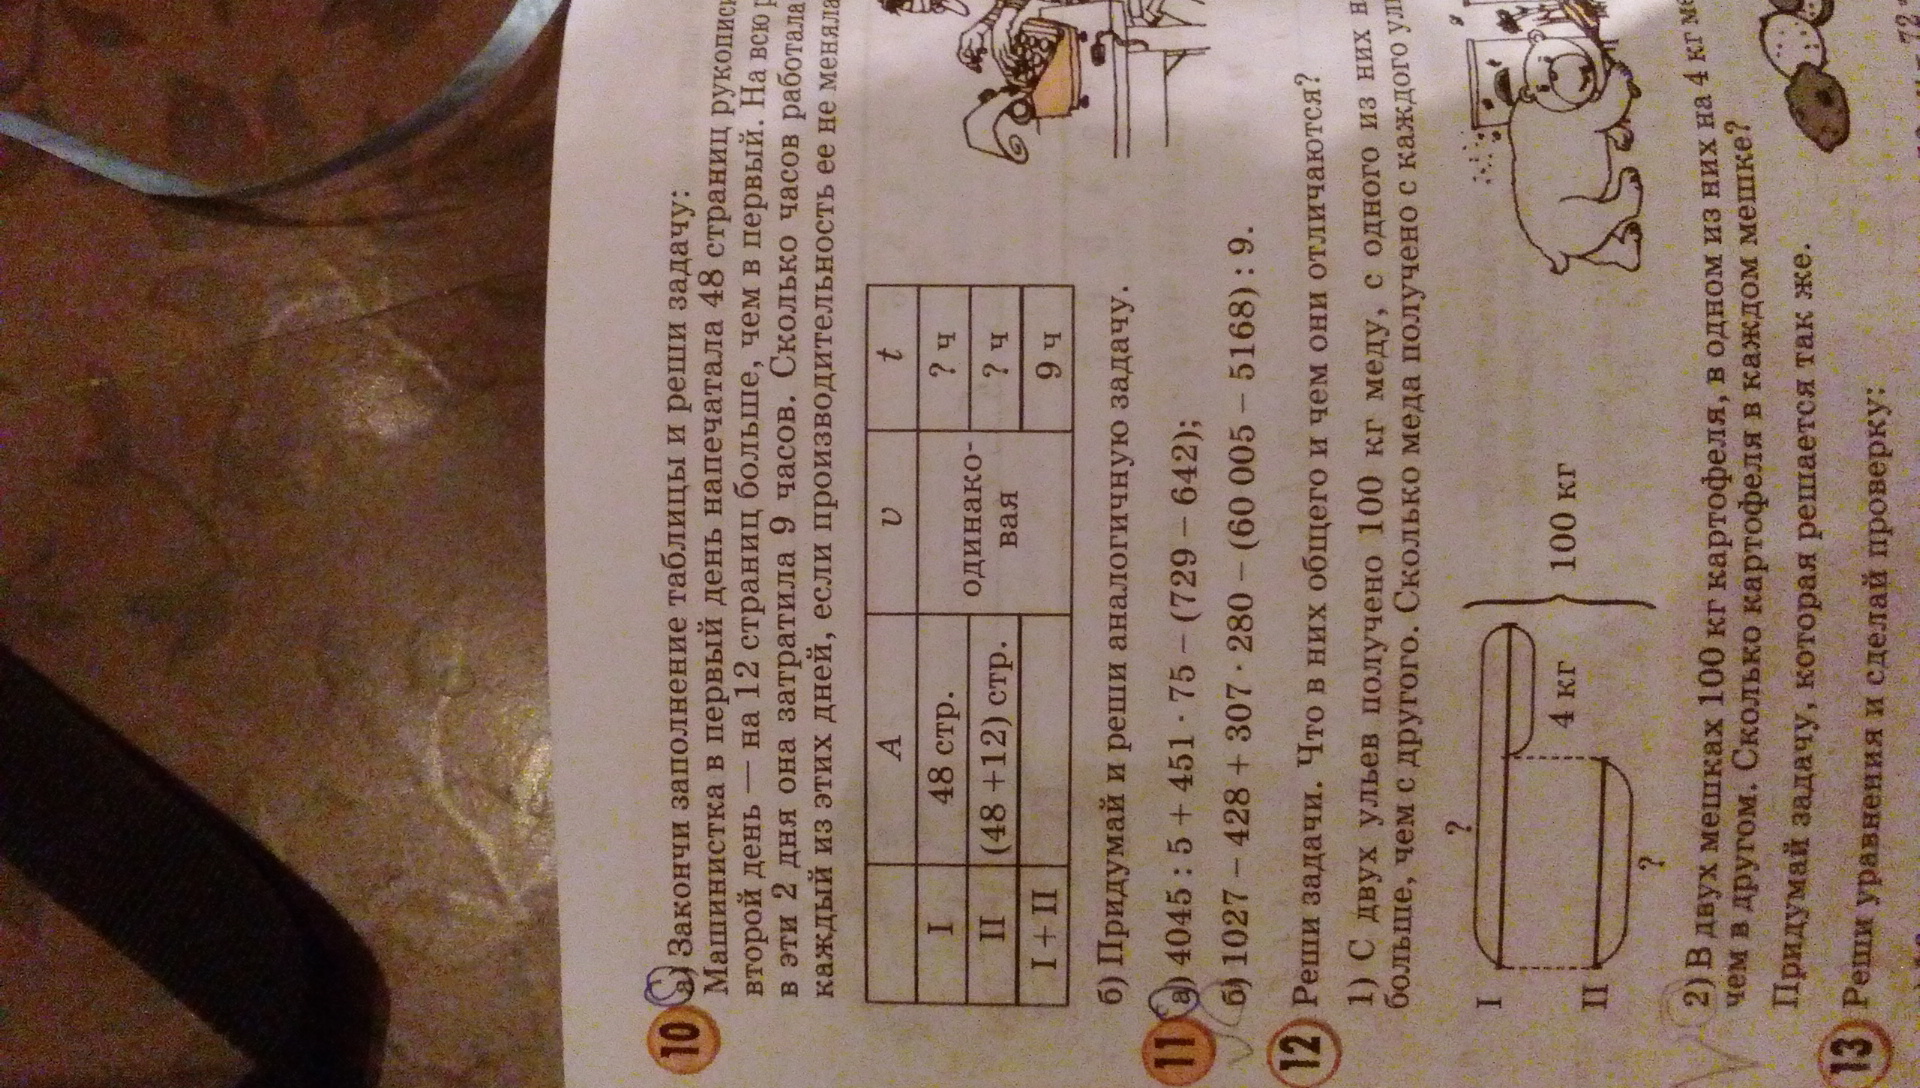 10 а) Закончи заполнение таблицы и реши задачу:
Машинистка в первый день напечатала 48 страниц
второй день — на 12 страниц больше, чем в первый. На всю
в эти 2 дня она затратила 9 часов. Сколько часов работала
каждый из этих дней, если производительность ее не
A v t
I 48 стр. одинако- ? ч
II (48 +12) стр. вая ? ч
I + II 9 ч
б) Придумай и реши аналогичную задачу.
11 а) 4045 : 5 + 451 · 75 – (729 – 642);
б) 1027 – 428 + 307 · 280 – (60 005 – 5168) : 9.
12 Реши задачи. Что в них общего и чем они отличаются?
1) С двух ульев получено 100 кг меду, с одного из них
больше, чем с другого. Сколько меда получено с каждого
?
I
4 кг
100 кг
II
?
2) В двух мешках 100 кг картофеля, в одном из них на 4 кг
чем в другом. Сколько картофеля в каждом мешке?
Придумай задачу, которая решается так же.
13 Реши уравнения и сделай проверку: